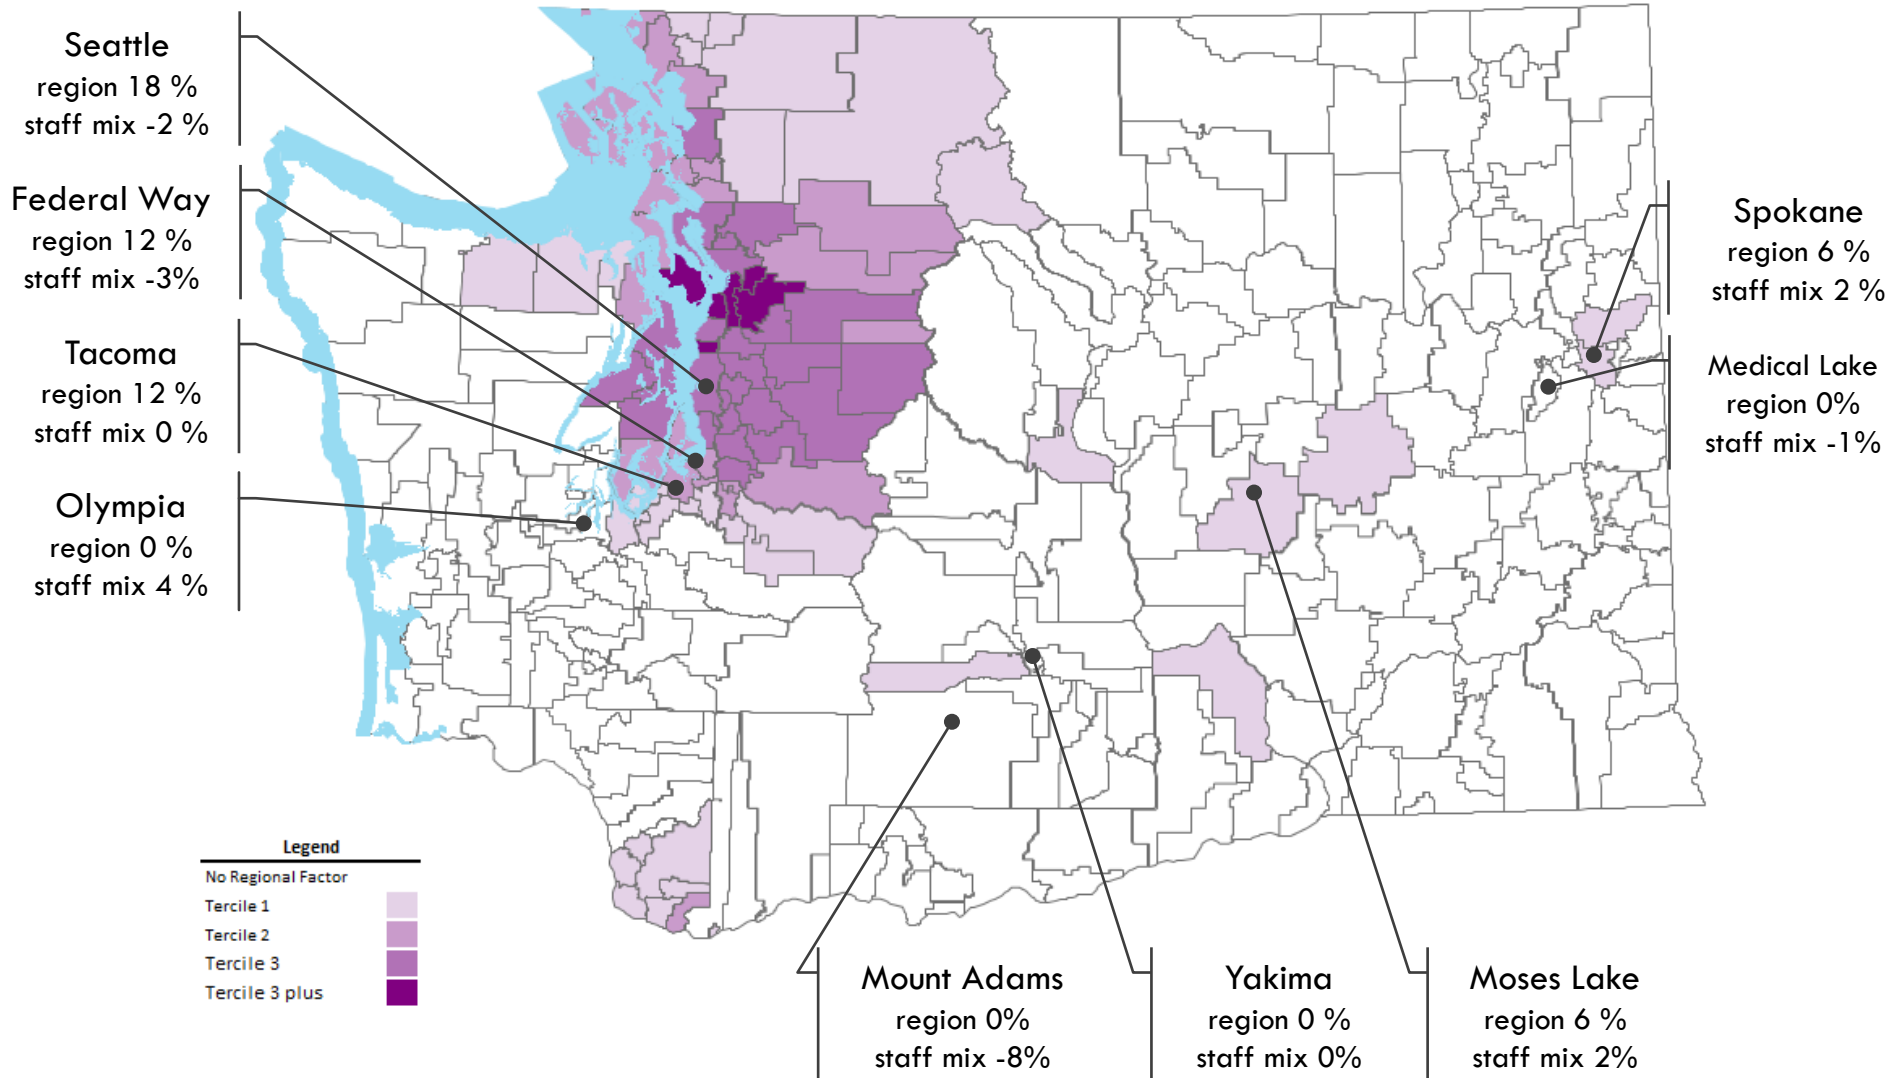 Seattle
region 18 %
staff mix -2 %
Federal Way
region 12 %
staff mix -3%
Tacoma
region 12 %
staff mix 0 %
Olympia
region 0 %
staff mix 4 %
Spokane
region 6 %
staff mix 2 %
Medical Lake
region 0%
staff mix -1%
Legend
No Regional Factor
Tercile 1
Tercile 2
Tercile 3
Tercile 3 plus
Mount Adams
region 0%
staff mix -8%
Yakima
region 0 %
staff mix 0%
Moses Lake
region 6 %
staff mix 2%